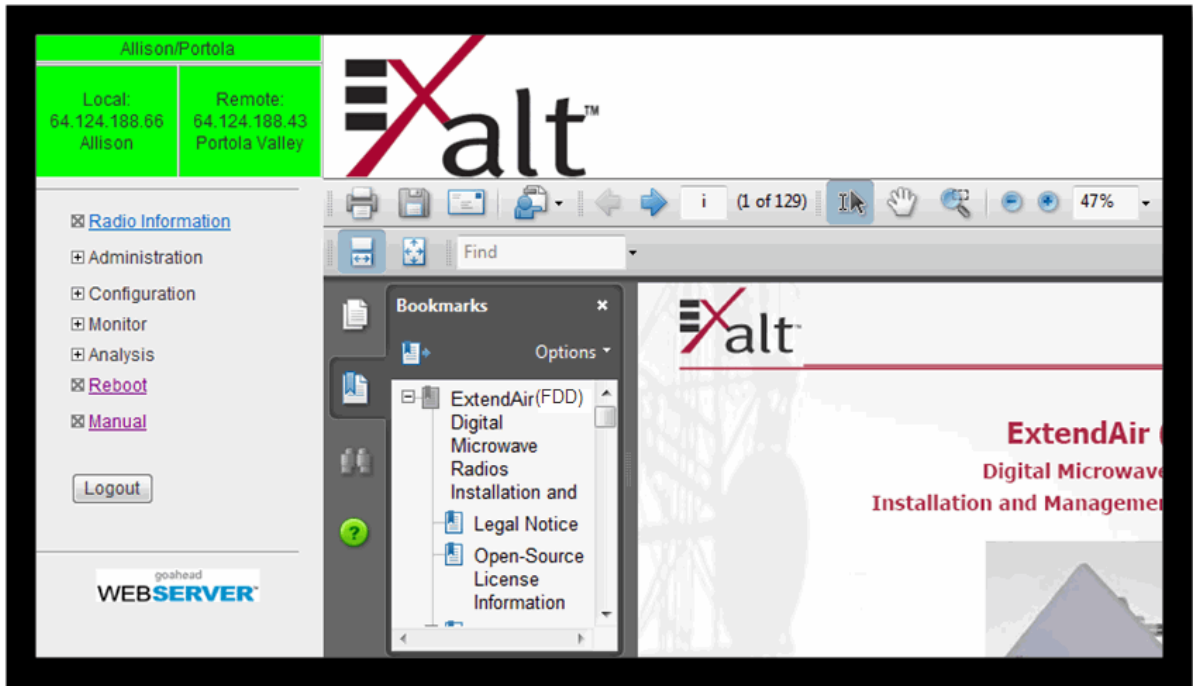 Allison/Portola
Local:
64.124.188.66
Allison
Remote:
64.124.188.43
Portola Valley
Radio Information
Administration
Configuration
Monitor
Analysis
Reboot
Manual
Logout
goahead
WEBSERVER
Exalt™
i (1 of 129) 47%
Find
Bookmarks
Options
ExtendAir(FDD)
Digital
Microwave
Radios
Installation and
Legal Notice
Open-Source
License
Information
Exalt
ExtendAir (
Digital Microwave
Installation and Managemen